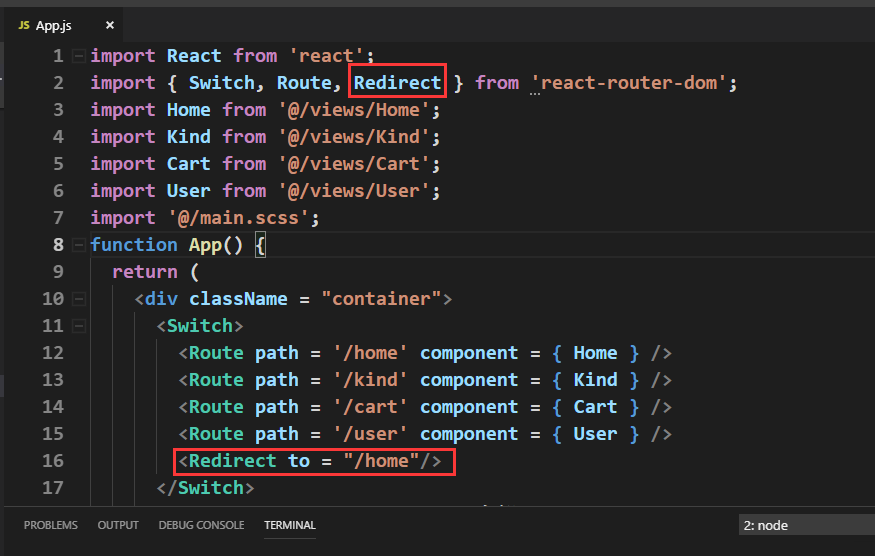 JS App.js ×
1 import React from 'react';
2 import { Switch, Route, Redirect } from 'react-router-dom';
3 import Home from '@/views/Home';
4 import Kind from '@/views/Kind';
5 import Cart from '@/views/Cart';
6 import User from '@/views/User';
7 import '@/main.scss';
8 function App() {
9 return (
10 <div className = "container">
11 <Switch>
12 <Route path = '/home' component = { Home } />
13 <Route path = '/kind' component = { Kind } />
14 <Route path = '/cart' component = { Cart } />
15 <Route path = '/user' component = { User } />
16 <Redirect to = "/home"/>
17 </Switch>
PROBLEMS OUTPUT DEBUG CONSOLE TERMINAL 2: node